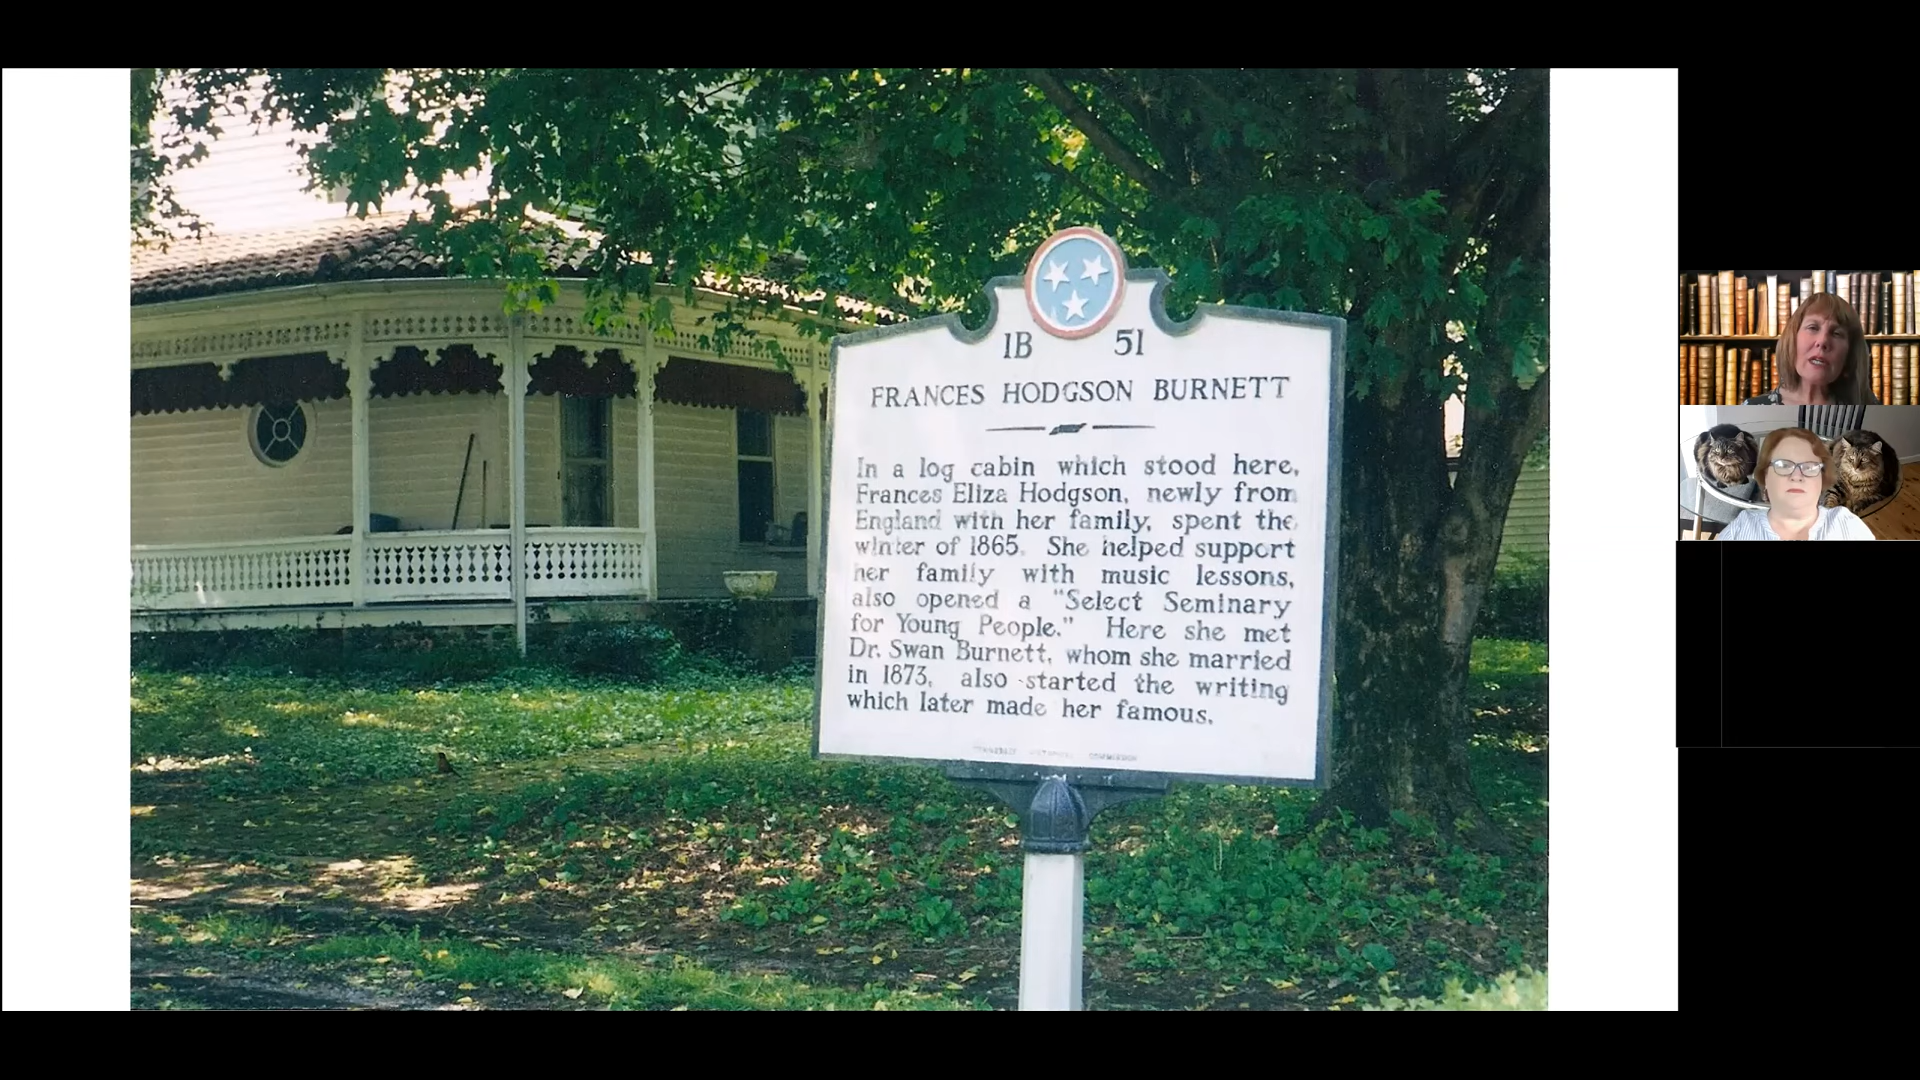 1B 51
FRANCES HODGSON BURNETT
In a log cabin which stood here,
Frances Eliza Hodgson, newly from
England with her family, spent the
winter of 1865. She helped support
her family with music lessons,
also opened a "Select Seminary
for Young People." Here she met
Dr. Swan Burnett, whom she married
in 1873, also started the writing
which later made her famous.
TENNESSEE HISTORICAL COMMISSION